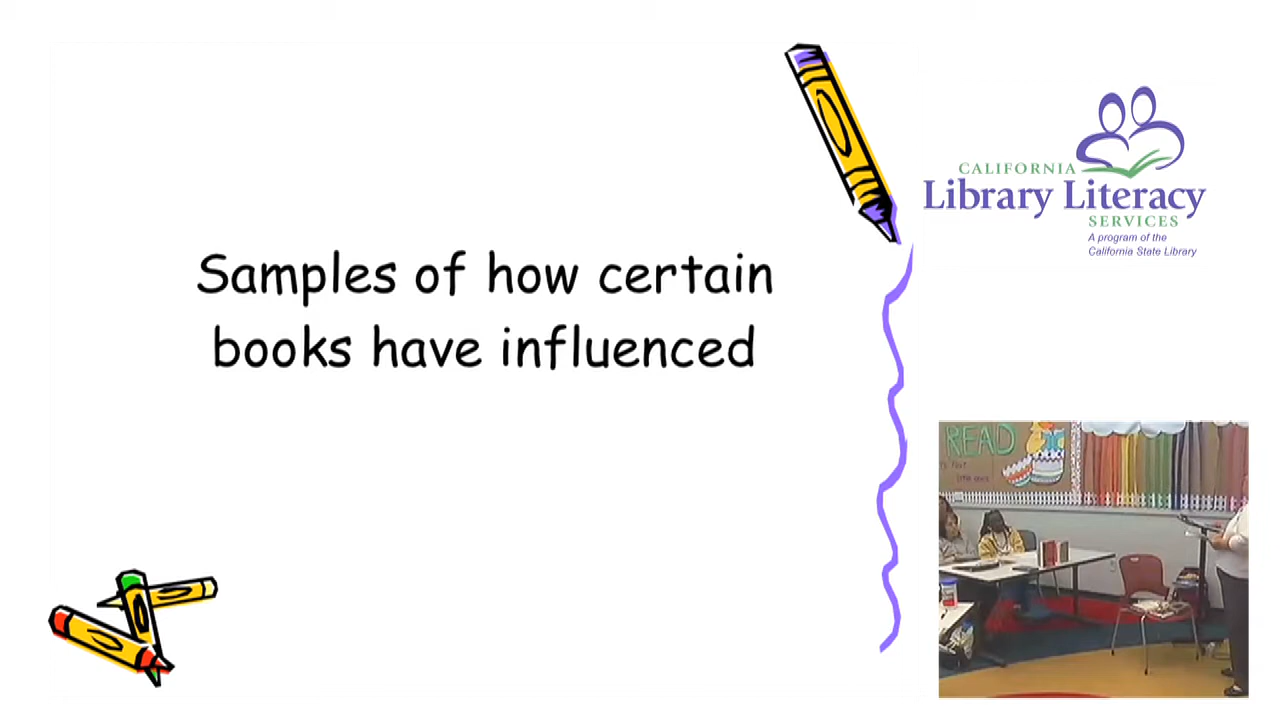 Samples of how certain
books have influenced
CALIFORNIA
Library Literacy
SERVICES
A program of the
California State Library
READ